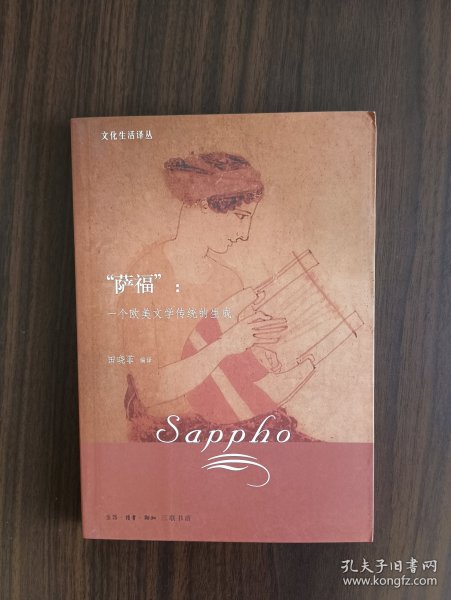 文化生活译丛
“萨福”：
一个欧美文学传统的生成
田晓菲 编译
Sappho
生活·读书·新知 三联书店
孔夫子旧书网
www.kongfz.com